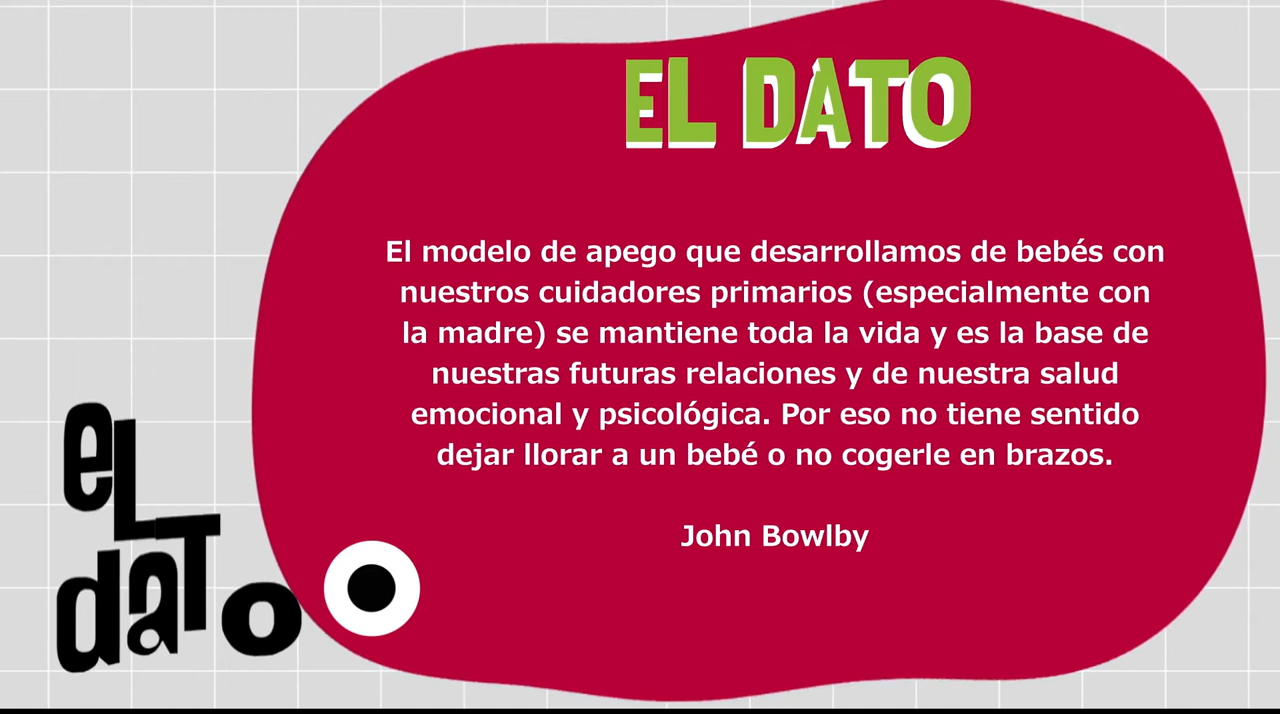 EL DATO
El modelo de apego que desarrollamos de bebés con
nuestros cuidadores primarios (especialmente con
la madre) se mantiene toda la vida y es la base de
nuestras futuras relaciones y de nuestra salud
emocional y psicológica. Por eso no tiene sentido
dejar llorar a un bebé o no cogerle en brazos.
John Bowlby
eL
daTo